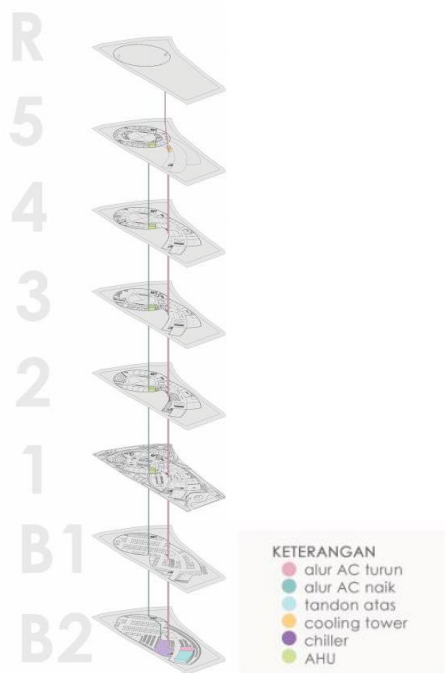 R
5
4
3
2
1
B1
B2
KETERANGAN
alur AC turun
alur AC naik
tandon atas
cooling tower
chiller
AHU